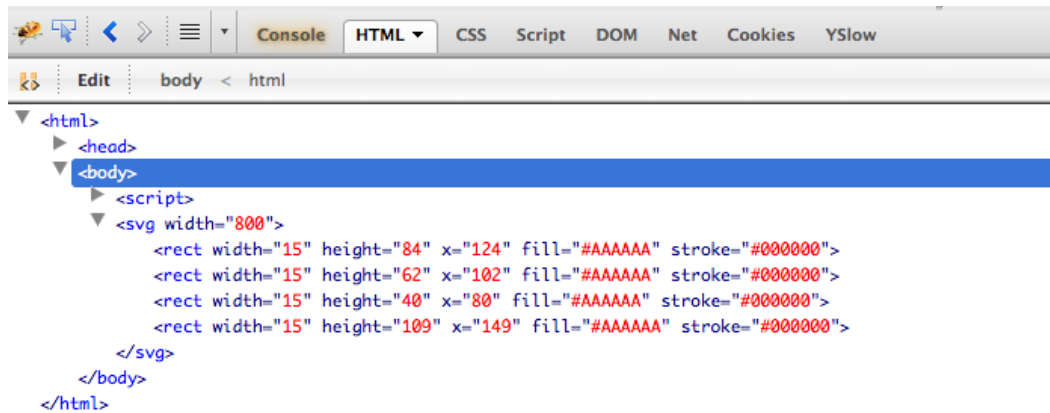 Console HTML CSS Script DOM Net Cookies YSlow
Edit body < html
<html>
<head>
<body>
<script>
<svg width="800">
<rect width="15" height="84" x="124" fill="#AAAAAA" stroke="#000000">
<rect width="15" height="62" x="102" fill="#AAAAAA" stroke="#000000">
<rect width="15" height="40" x="80" fill="#AAAAAA" stroke="#000000">
<rect width="15" height="109" x="149" fill="#AAAAAA" stroke="#000000">
</svg>
</body>
</html>